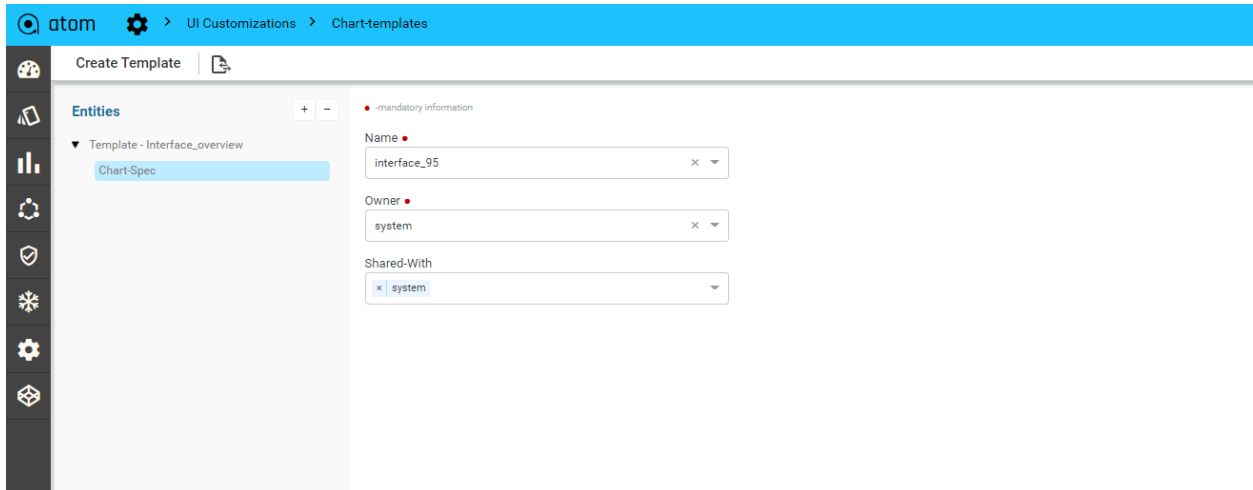 atom > UI Customizations > Chart-templates
Create Template
Entities + -
• -mandatory information
Template - Interface_overview
Chart-Spec
Name •
interface_95
Owner •
system
Shared-With
× system